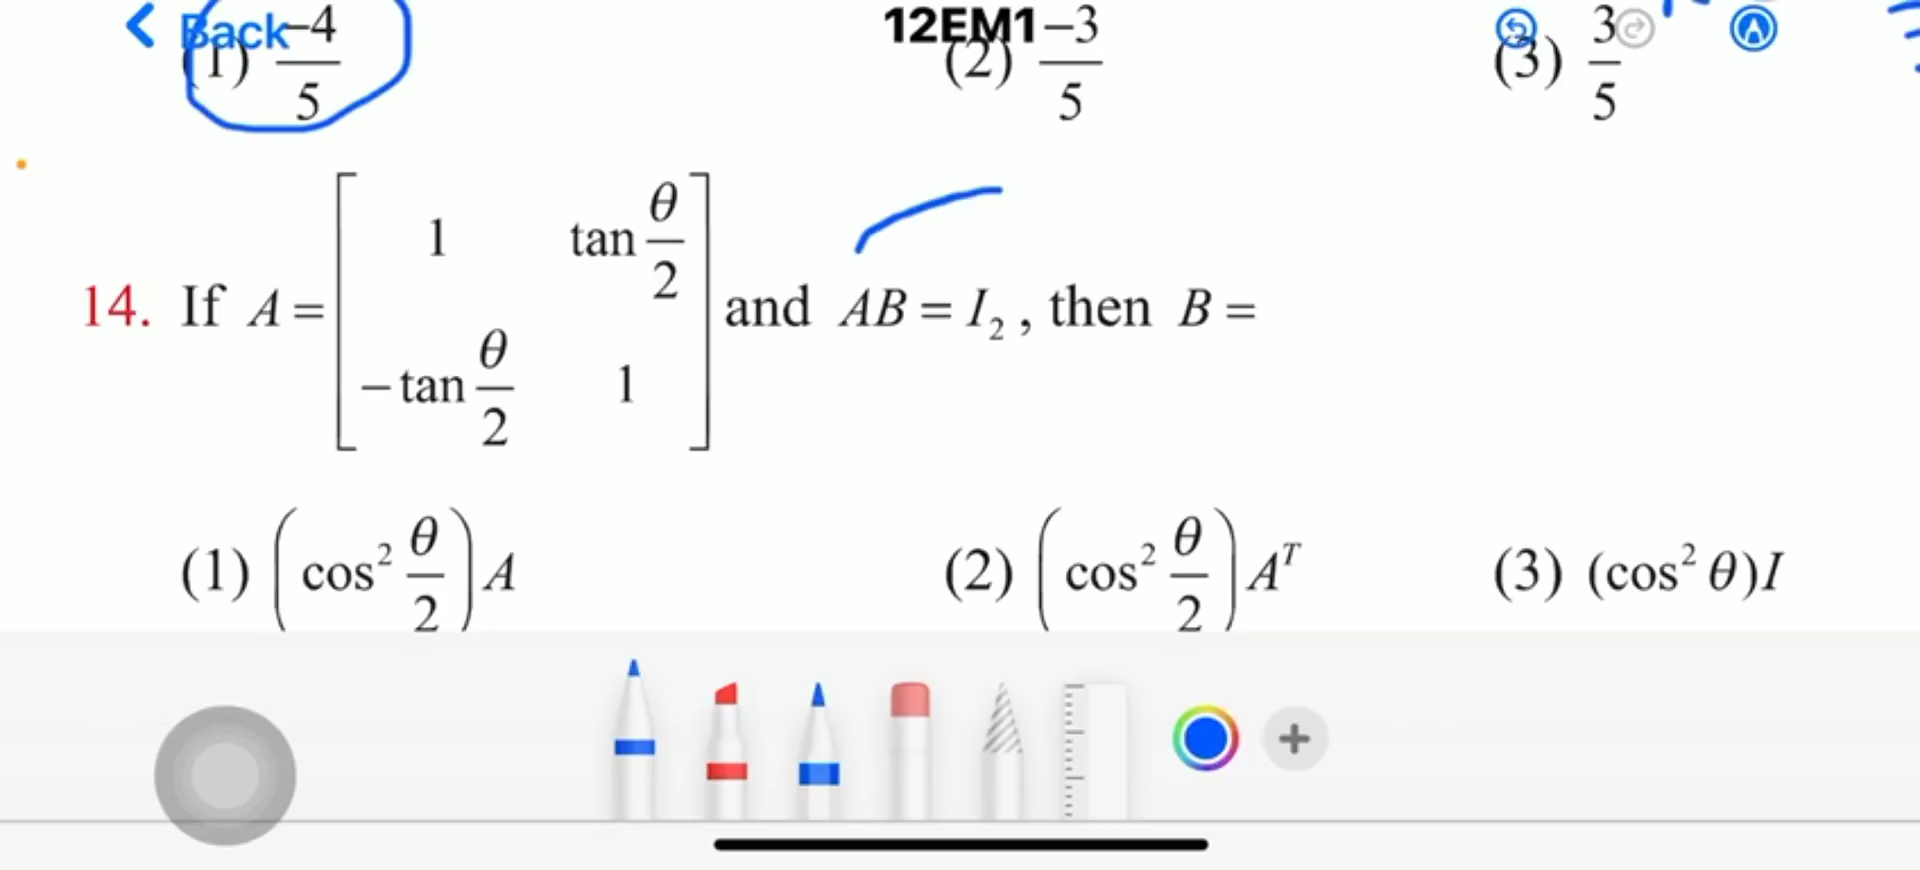 Back 12EM1
(1) −4/5 (2) −3/5 (3) 3/5
14. If A = [1 tan θ/2; −tan θ/2 1] and AB = I₂, then B =
(1) (cos² θ/2) A (2) (cos² θ/2) Aᵀ (3) (cos² θ)I